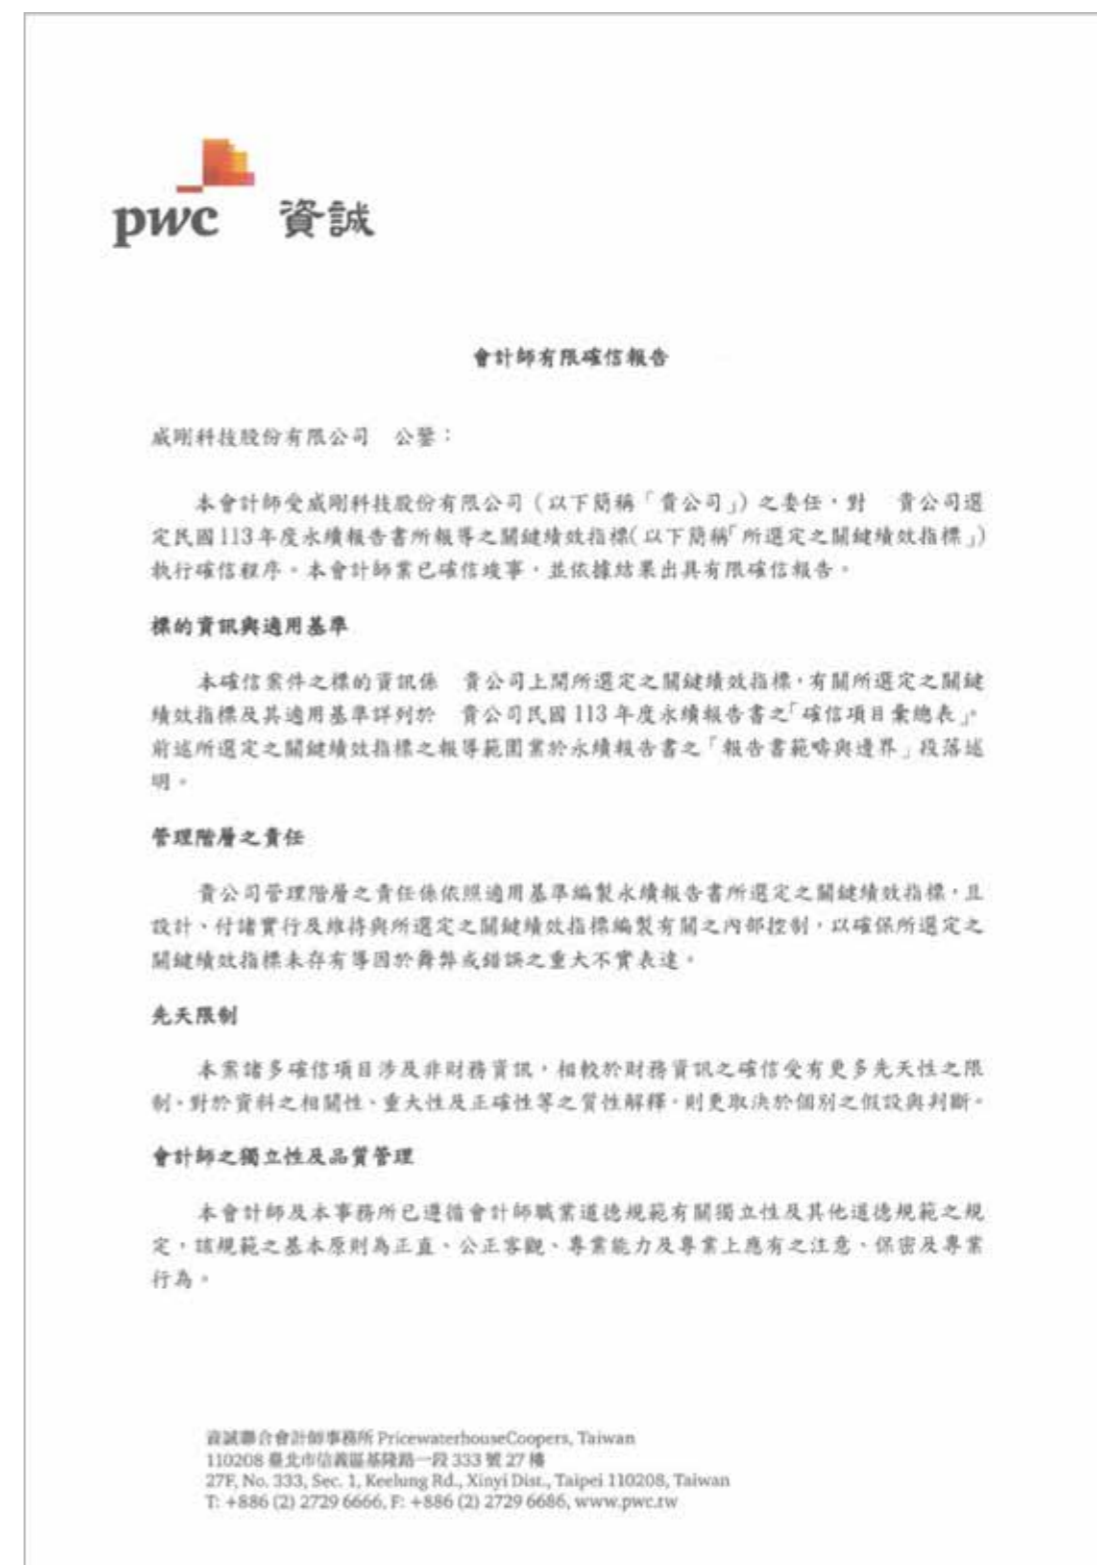 pwc 資誠
會計師有限確信報告
威剛科技股份有限公司　公鑒：
本會計師受威剛科技股份有限公司（以下簡稱「貴公司」）之委任，對　貴公司選
定民國113年度永續報告書所報導之關鍵績效指標(以下簡稱「所選定之關鍵績效指標」)
執行確信程序。本會計師業已確信竣事，並依據結果出具有限確信報告。
標的資訊與適用基準
本確信案件之標的資訊係　貴公司上開所選定之關鍵績效指標，有關所選定之關鍵
績效指標及其適用基準詳列於　貴公司民國 113 年度永續報告書之「確信項目彙總表」。
前述所選定之關鍵績效指標之報導範圍業於永續報告書之「報告書範疇與邊界」段落述
明。
管理階層之責任
貴公司管理階層之責任係依照適用基準編製永續報告書所選定之關鍵績效指標，且
設計、付諸實行及維持與所選定之關鍵績效指標編製有關之內部控制，以確保所選定之
關鍵績效指標未存有導因於舞弊或錯誤之重大不實表達。
先天限制
本案諸多確信項目涉及非財務資訊，相較於財務資訊之確信受有更多先天性之限
制。對於資料之相關性、重大性及正確性等之質性解釋，則更取決於個別之假設與判斷。
會計師之獨立性及品質管理
本會計師及本事務所已遵循會計師職業道德規範有關獨立性及其他道德規範之規
定，該規範之基本原則為正直、公正客觀、專業能力及專業上應有之注意、保密及專業
行為。
資誠聯合會計師事務所 PricewaterhouseCoopers, Taiwan
110208 臺北市信義區基隆路一段 333 號 27 樓
27F, No. 333, Sec. 1, Keelung Rd., Xinyi Dist., Taipei 110208, Taiwan
T: +886 (2) 2729 6666, F: +886 (2) 2729 6686, www.pwc.tw